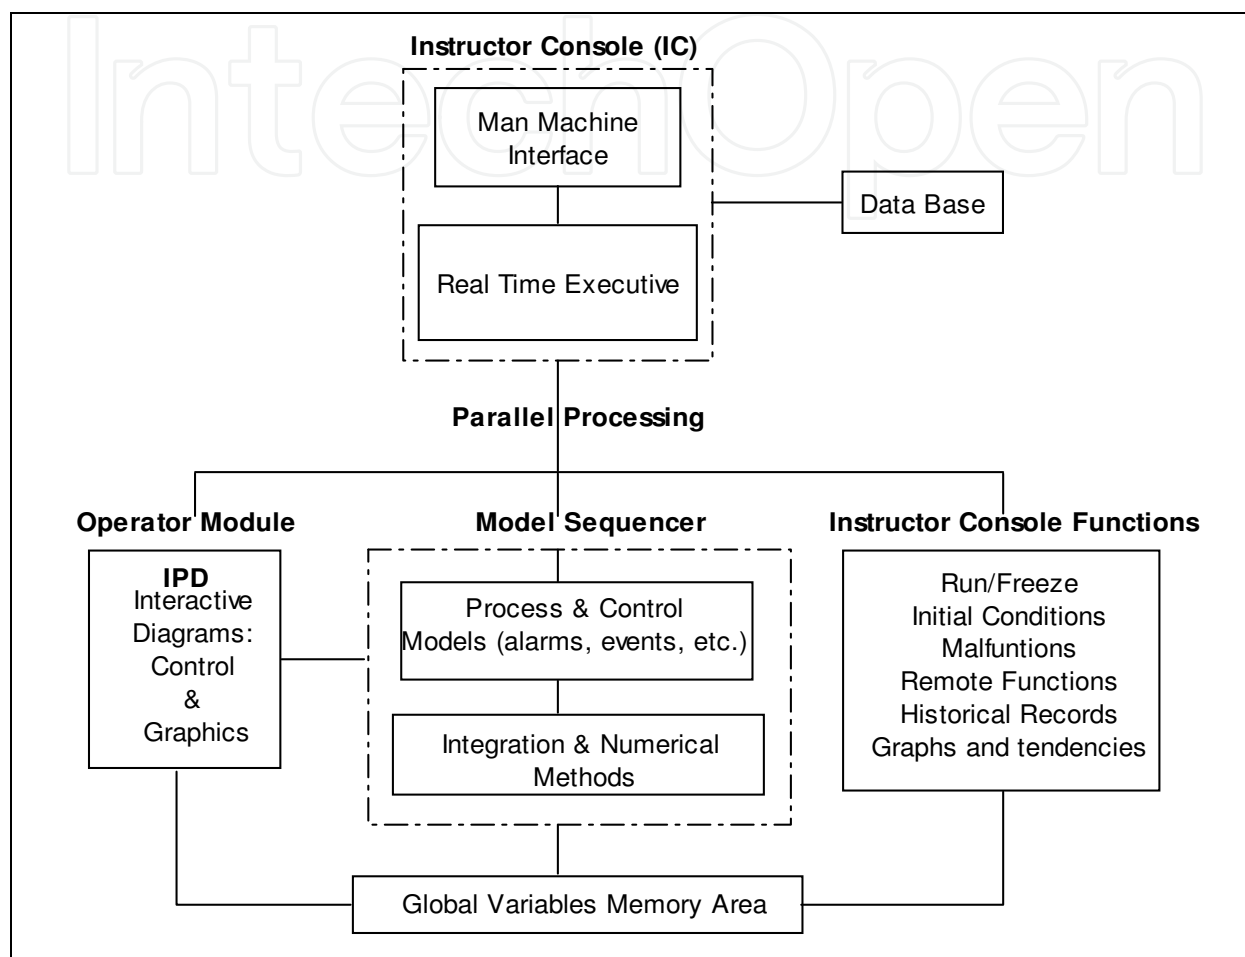 IntechOpen
Instructor Console (IC)
Man Machine
Interface
Data Base
Real Time Executive
Parallel Processing
Operator Module
IPD
Interactive
Diagrams:
Control
&
Graphics
Model Sequencer
Process & Control
Models (alarms, events, etc.)
Integration & Numerical
Methods
Instructor Console Functions
Run/Freeze
Initial Conditions
Malfuntions
Remote Functions
Historical Records
Graphs and tendencies
Global Variables Memory Area